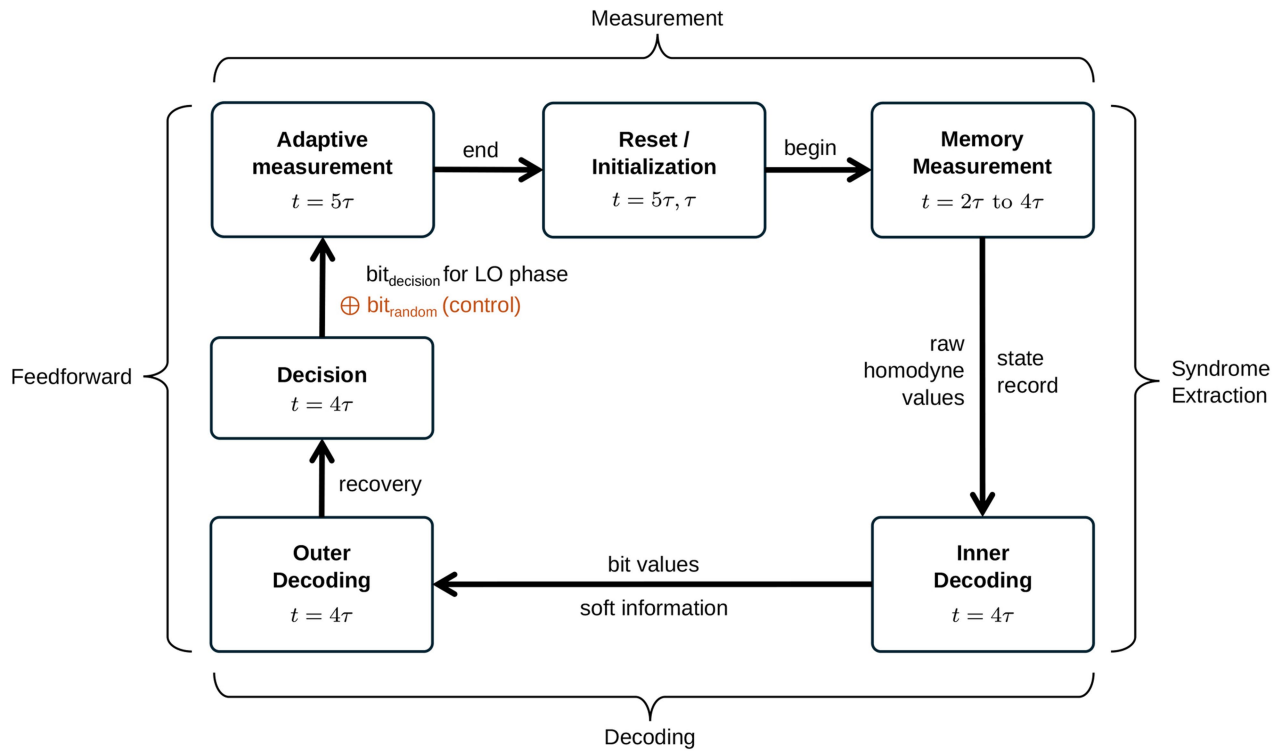 Measurement
Adaptive
measurement
t = 5τ
end
Reset /
Initialization
t = 5τ, τ
begin
Memory
Measurement
t = 2τ to 4τ
bit_decision for LO phase
⊕ bit_random (control)
Feedforward
Decision
t = 4τ
raw
homodyne
values
state
record
Syndrome
Extraction
recovery
Outer
Decoding
t = 4τ
bit values
soft information
Inner
Decoding
t = 4τ
Decoding